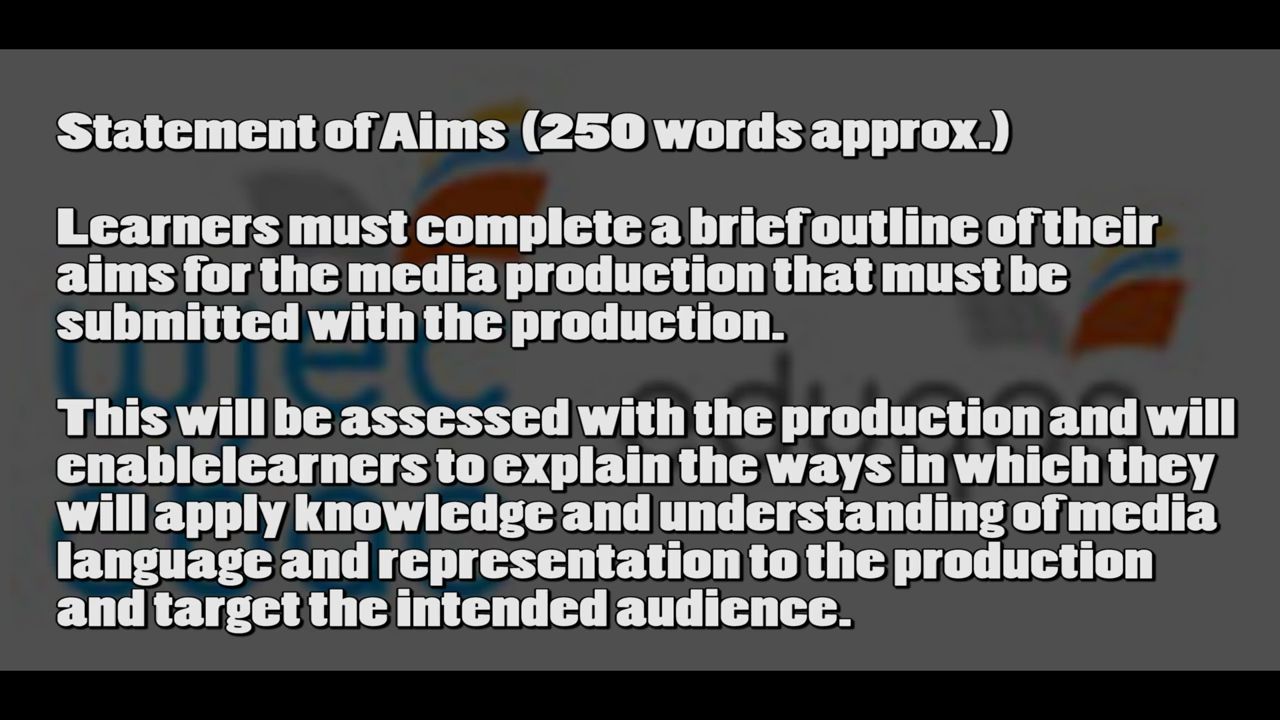 Statement of Aims (250 words approx.)
Learners must complete a brief outline of their
aims for the media production that must be
submitted with the production.
This will be assessed with the production and will
enablelearners to explain the ways in which they
will apply knowledge and understanding of media
language and representation to the production
and target the intended audience.
wjec
cbac
eduqas